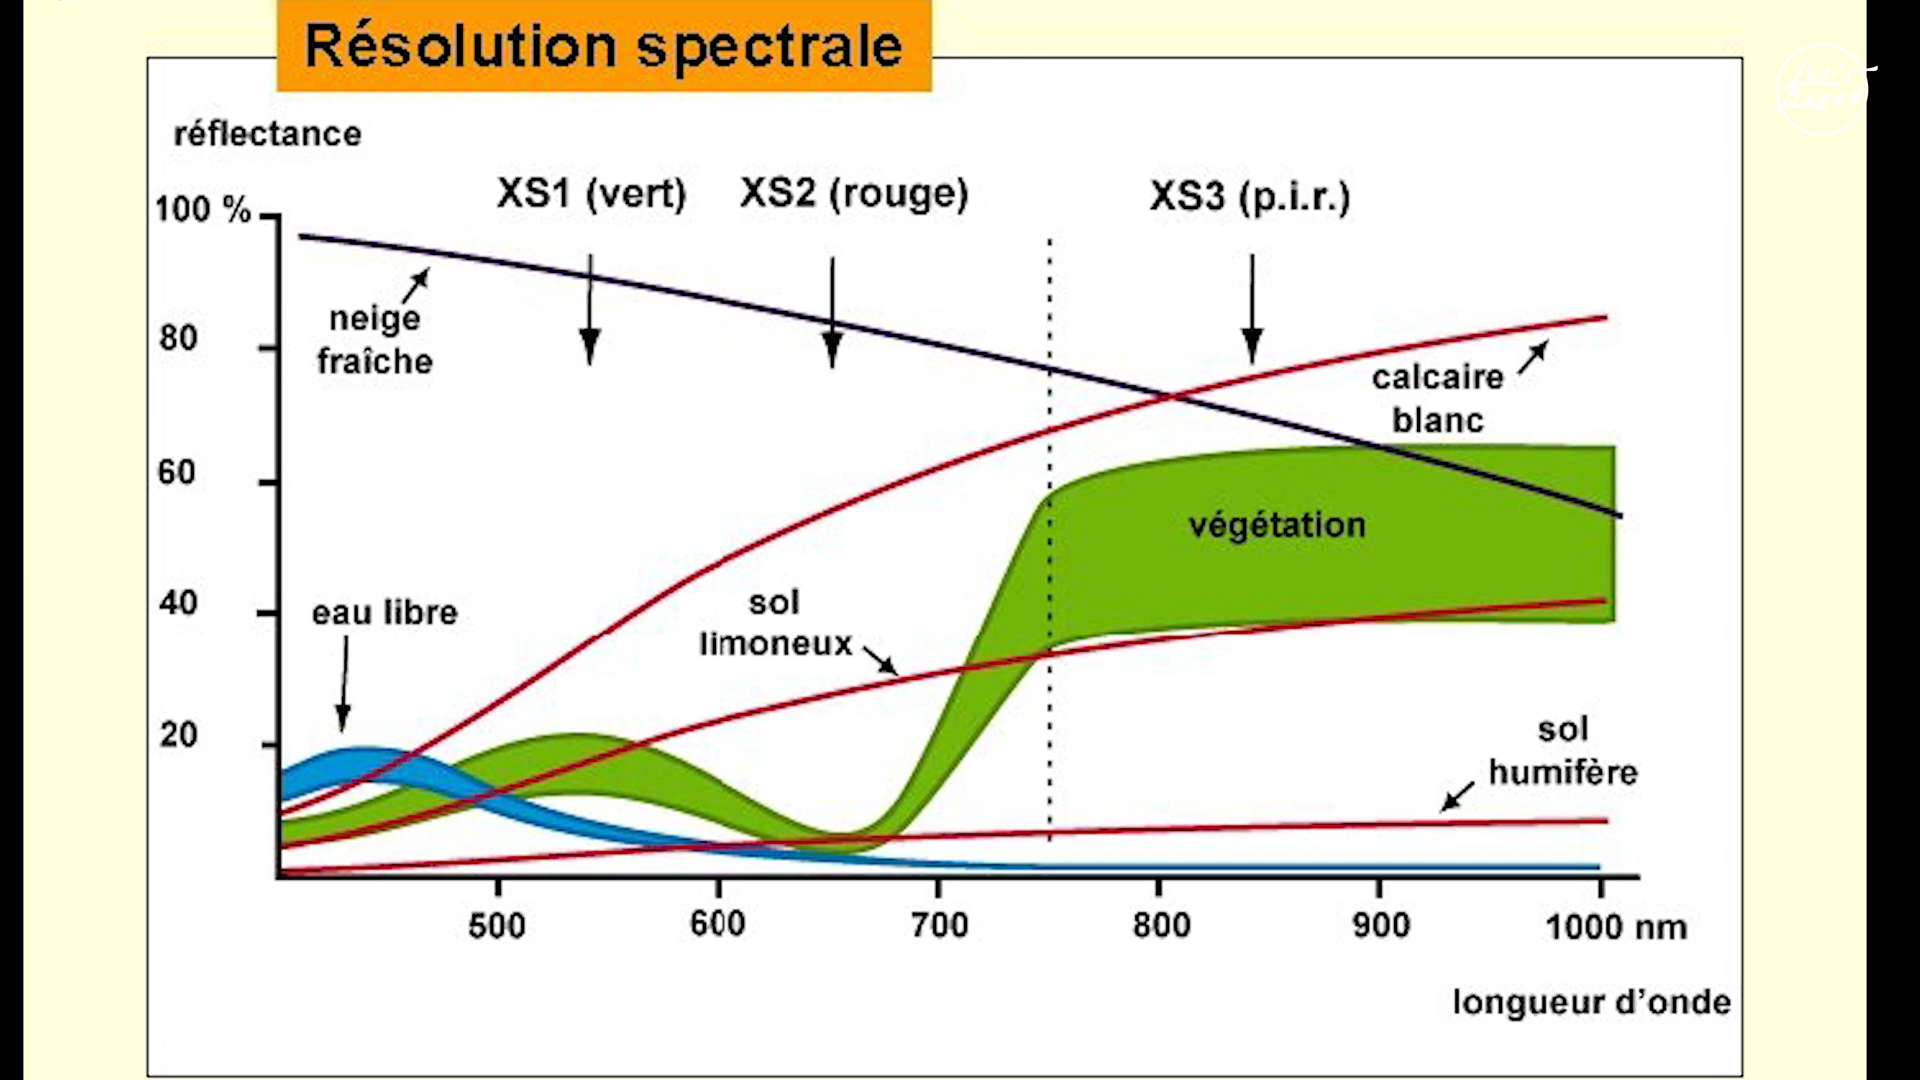 Résolution spectrale
réflectance
XS1 (vert)
XS2 (rouge)
XS3 (p.i.r.)
100 %
80
60
40
20
neige
fraîche
calcaire
blanc
végétation
eau libre
sol
limoneux
sol
humifère
500
600
700
800
900
1000 nm
longueur d’onde